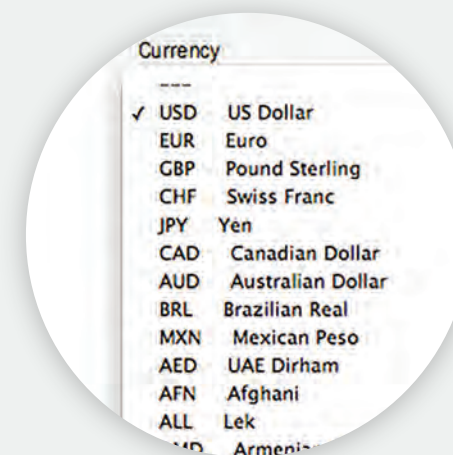 Currency
---
✓ USD US Dollar
EUR Euro
GBP Pound Sterling
CHF Swiss Franc
JPY Yen
CAD Canadian Dollar
AUD Australian Dollar
BRL Brazilian Real
MXN Mexican Peso
AED UAE Dirham
AFN Afghani
ALL Lek